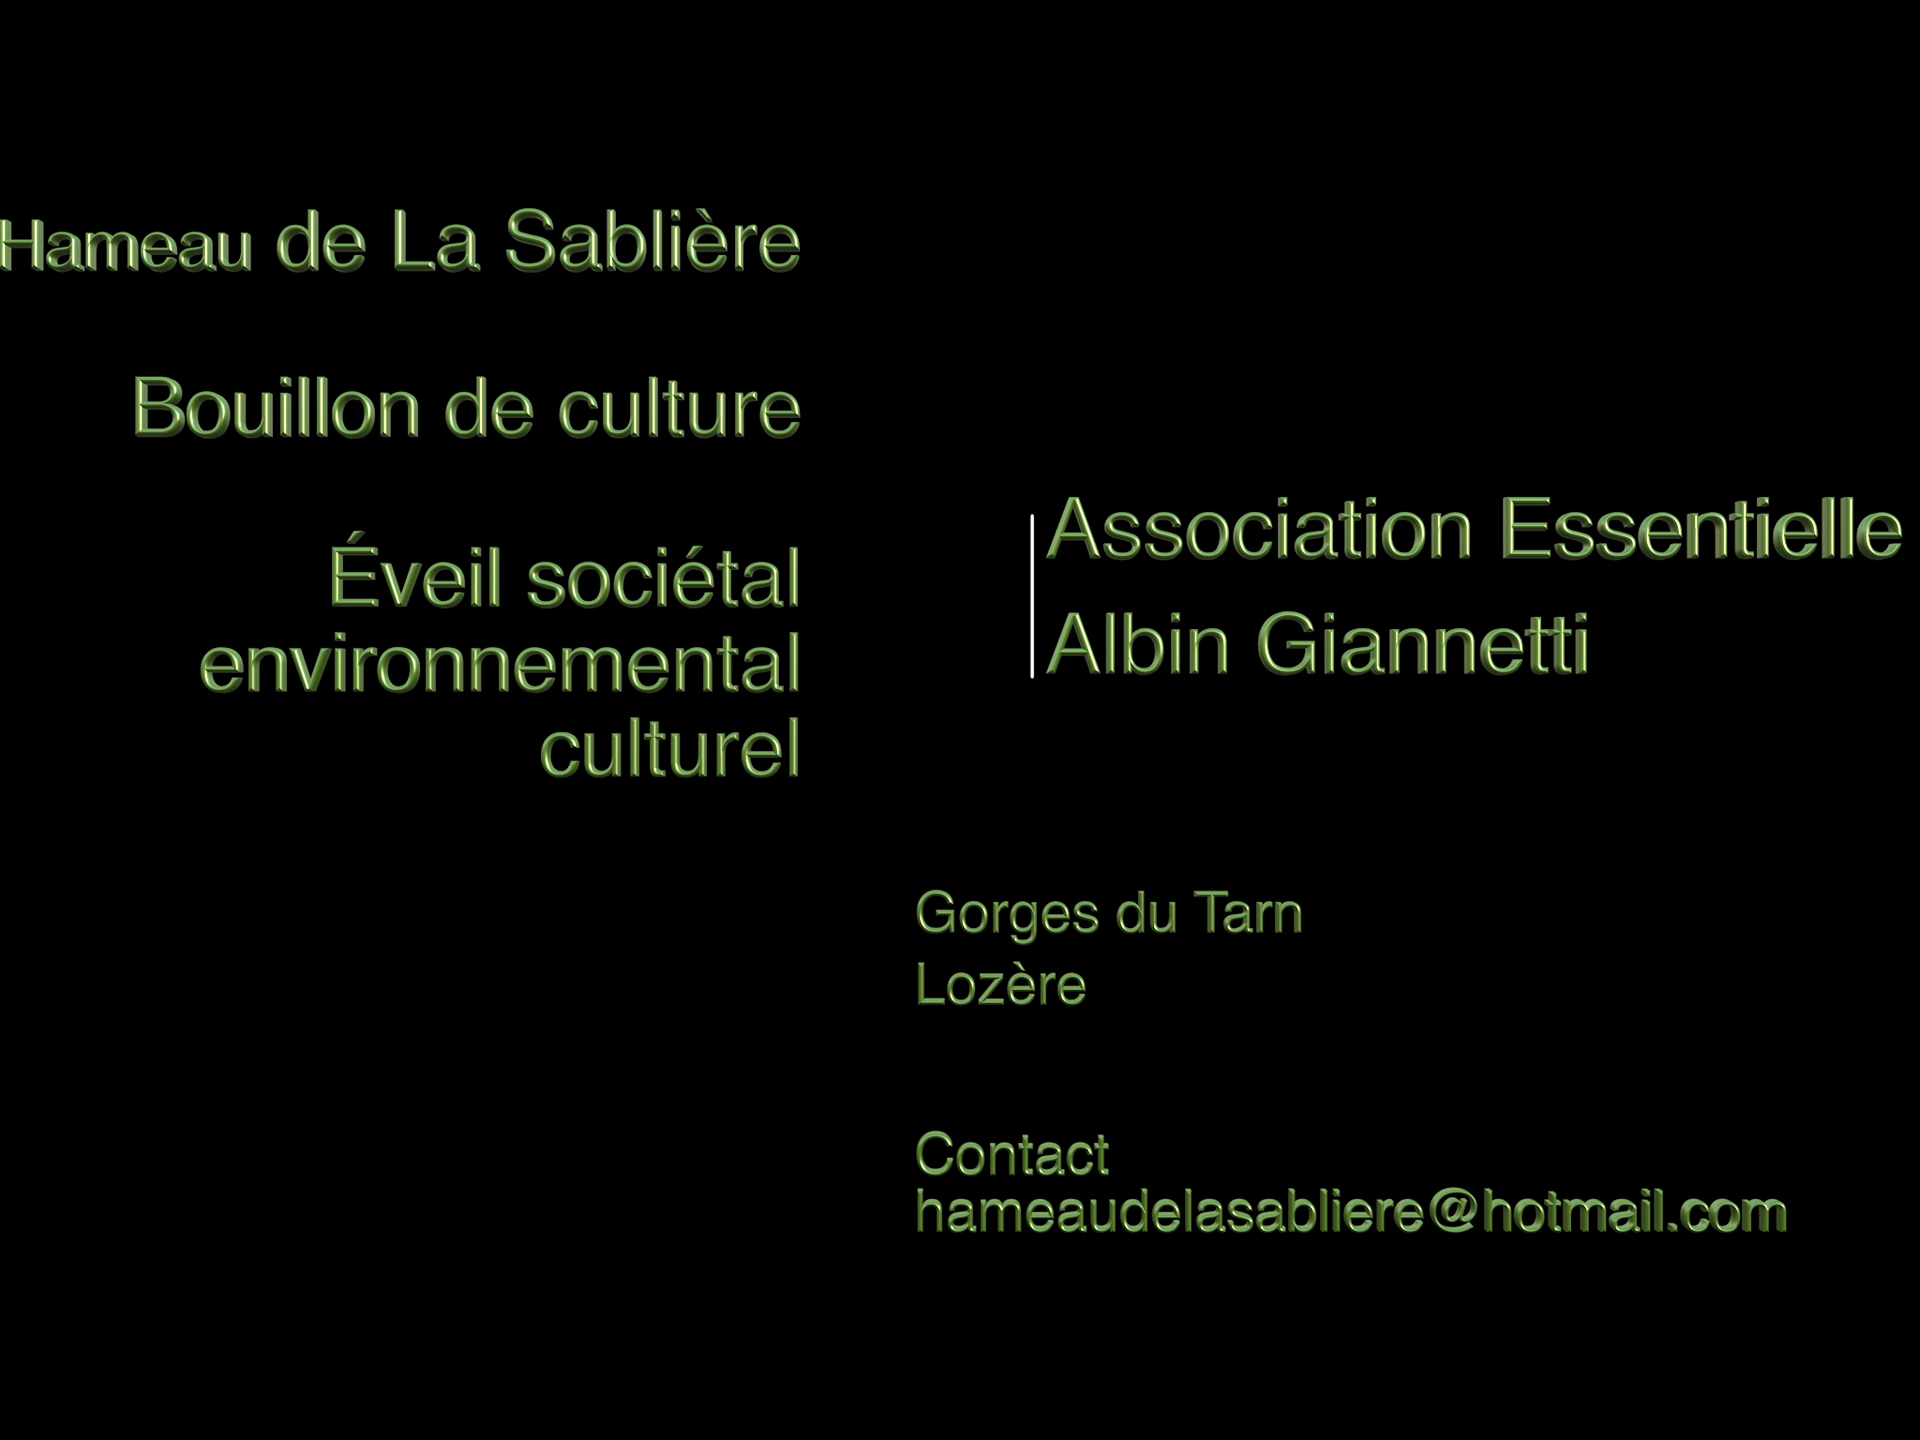 Hameau de La Sablière
Bouillon de culture
Éveil sociétal
environnemental
culturel
Association Essentielle
Albin Giannetti
Gorges du Tarn
Lozère
Contact
hameaudelasabliere@hotmail.com